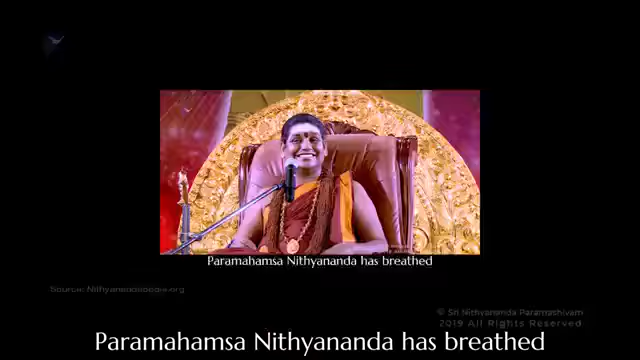 Paramahamsa Nithyananda has breathed
Source: Nithyanandapedia.org
© Sri Nithyananda Paramashivam
2019 All Rights Reserved
Paramahamsa Nithyananda has breathed